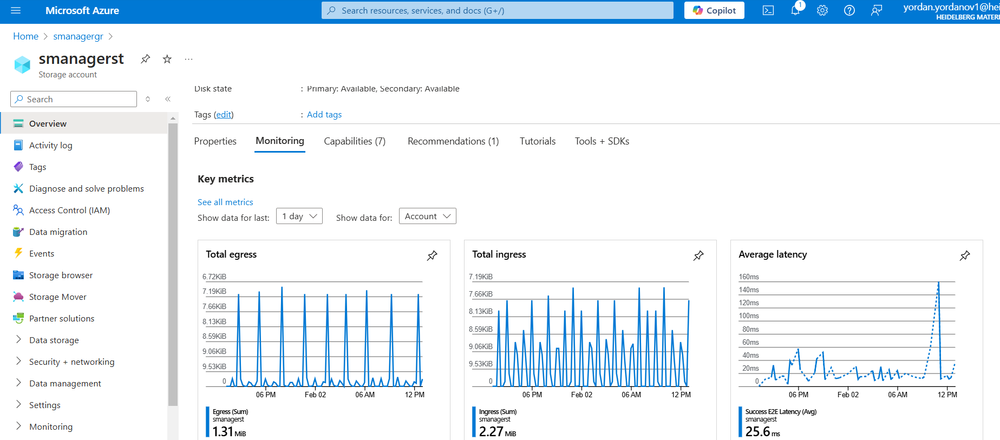 Microsoft Azure
Search resources, services, and docs (G+/)
Copilot
1
yordan.yordanov1@hei
HEIDELBERG MATERI
Home
smanagergr
smanagerst
Storage account
Search
Overview
Activity log
Tags
Diagnose and solve problems
Access Control (IAM)
Data migration
Events
Storage browser
Storage Mover
Partner solutions
Data storage
Security + networking
Data management
Settings
Monitoring
Disk state : Primary: Available, Secondary: Available
Tags (edit) : Add tags
Properties Monitoring Capabilities (7) Recommendations (1) Tutorials Tools + SDKs
Key metrics
See all metrics
Show data for last: 1 day Show data for: Account
Total egress
6.72KiB
7.19KiB
7.66KiB
8.13KiB
8.59KiB
9.06KiB
9.53KiB
0
06 PM Feb 02 06 AM 12 PM
Egress (Sum)
smanagerst
1.31 MiB
Total ingress
7.19KiB
7.66KiB
8.13KiB
8.59KiB
9.06KiB
9.53KiB
0
06 PM Feb 02 06 AM 12 PM
Ingress (Sum)
smanagerst
2.27 MiB
Average latency
160ms
140ms
120ms
100ms
80ms
60ms
40ms
20ms
0
06 PM Feb 02 06 AM 12 PM
Success E2E Latency (Avg)
smanagerst
25.6 ms